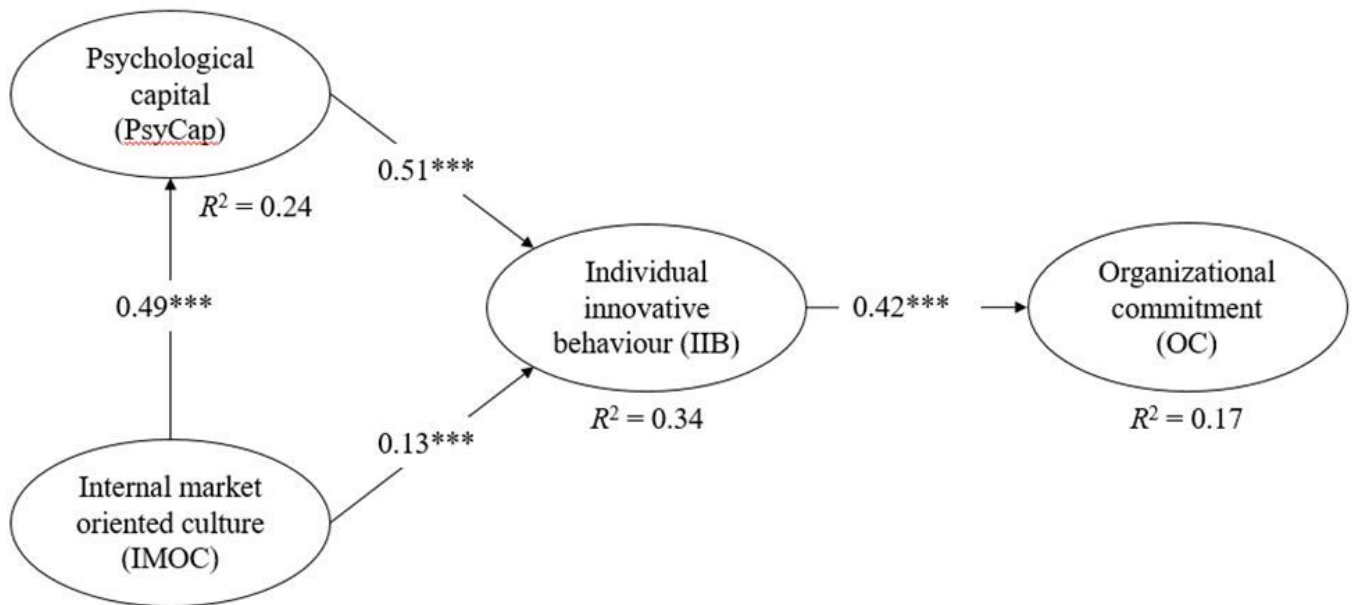 Psychological
capital
(PsyCap)
0.51***
R² = 0.24
Individual
innovative
behaviour (IIB)
Organizational
commitment
(OC)
0.49***
0.42***
R² = 0.34
R² = 0.17
0.13***
Internal market
oriented culture
(IMOC)